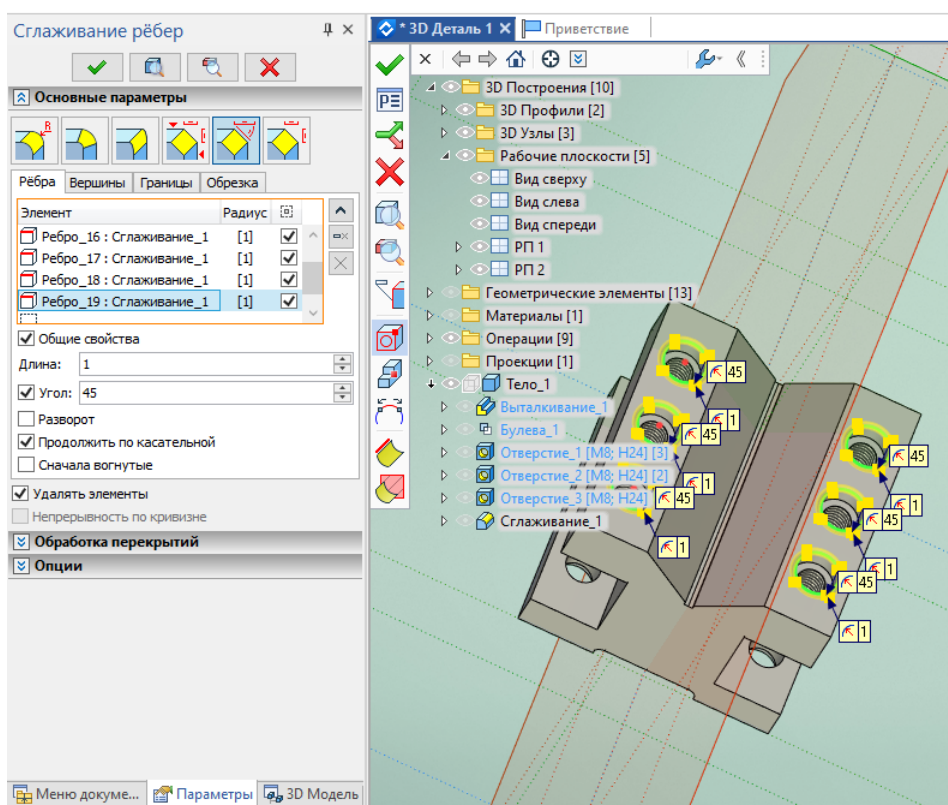 Сглаживание рёбер
Основные параметры
R
Рёбра Вершины Границы Обрезка
Элемент Радиус
Ребро_16 : Сглаживание_1 [1]
Ребро_17 : Сглаживание_1 [1]
Ребро_18 : Сглаживание_1 [1]
Ребро_19 : Сглаживание_1 [1]
Общие свойства
Длина: 1
Угол: 45
Разворот
Продолжить по касательной
Сначала вогнутые
Удалять элементы
Непрерывность по кривизне
Обработка перекрытий
Опции
Меню докуме... Параметры 3D Модель
* 3D Деталь 1 Приветствие
3D Построения [10]
3D Профили [2]
3D Узлы [3]
Рабочие плоскости [5]
Вид сверху
Вид слева
Вид спереди
РП 1
РП 2
Геометрические элементы [13]
Материалы [1]
Операции [9]
Проекции [1]
Тело_1
Выталкивание_1
Булева_1
Отверстие_1 [M8; H24] [3]
Отверстие_2 [M8; H24] [2]
Отверстие_3 [M8; H24]
Сглаживание_1
45
1
45
1
45
1
45
1
45
1
45
1